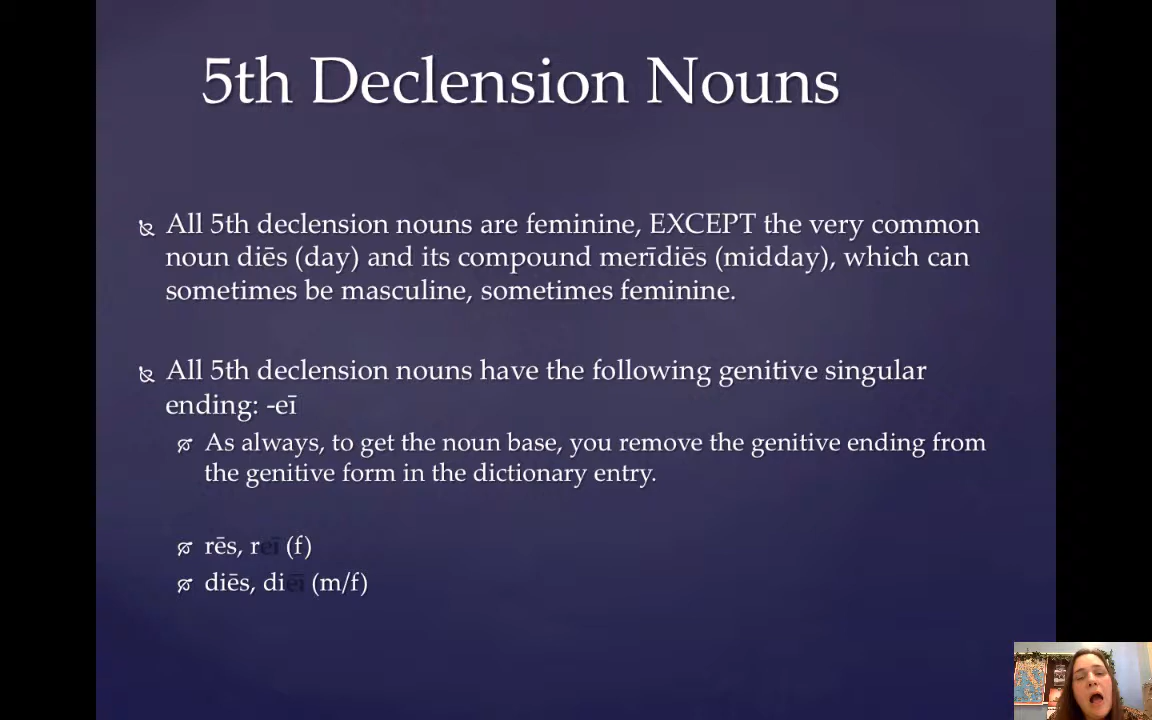 5th Declension Nouns
All 5th declension nouns are feminine, EXCEPT the very common
noun diēs (day) and its compound merīdiēs (midday), which can
sometimes be masculine, sometimes feminine.
All 5th declension nouns have the following genitive singular
ending: -eī
As always, to get the noun base, you remove the genitive ending from
the genitive form in the dictionary entry.
rēs, reī (f)
diēs, diēī (m/f)